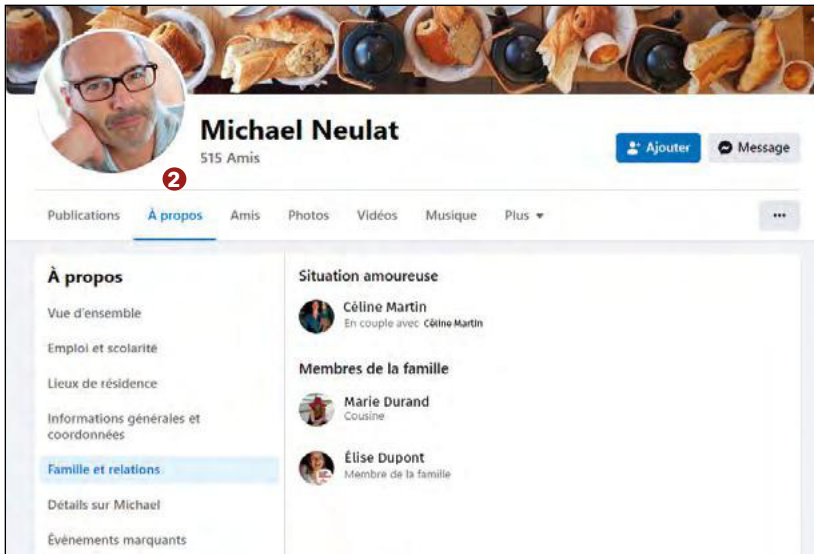 Michael Neulat
515 Amis
Ajouter
Message
2
Publications
À propos
Amis
Photos
Vidéos
Musique
Plus
À propos
Vue d'ensemble
Emploi et scolarité
Lieux de résidence
Informations générales et
coordonnées
Famille et relations
Détails sur Michael
Événements marquants
Situation amoureuse
Céline Martin
En couple avec Céline Martin
Membres de la famille
Marie Durand
Cousine
Élise Dupont
Membre de la famille